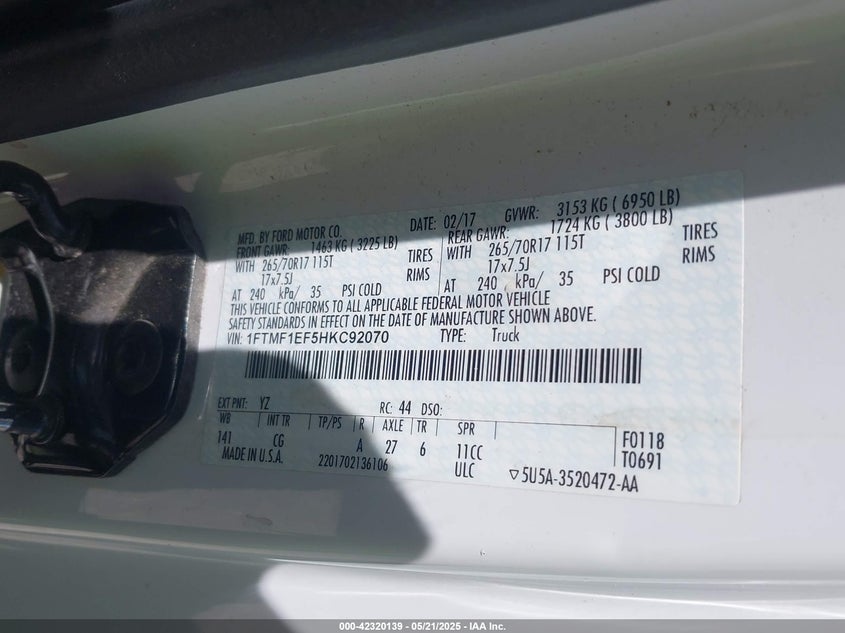 MFD. BY FORD MOTOR CO.
DATE: 02/17 GVWR: 3153 KG ( 6950 LB)
FRONT GAWR: 1463 KG ( 3225 LB)
REAR GAWR: 1724 KG ( 3800 LB)
WITH 265/70R17 115T TIRES
WITH 265/70R17 115T TIRES
17x7.5J RIMS
17x7.5J RIMS
AT 240 kPa/ 35 PSI COLD
AT 240 kPa/ 35 PSI COLD
THIS VEHICLE CONFORMS TO ALL APPLICABLE FEDERAL MOTOR VEHICLE
SAFETY STANDARDS IN EFFECT ON THE DATE OF MANUFACTURE SHOWN ABOVE.
VIN: 1FTMF1EF5HKC92070 TYPE: Truck
EXT PNT: YZ RC: 44 DSO:
WB INT TR TP/PS R AXLE TR SPR
141 CG A 27 6 11CC F0118
MADE IN U.S.A. 2201702136106 ULC T0691
▽5U5A-3520472-AA
000-42320139 - 05/21/2025 - IAA Inc.